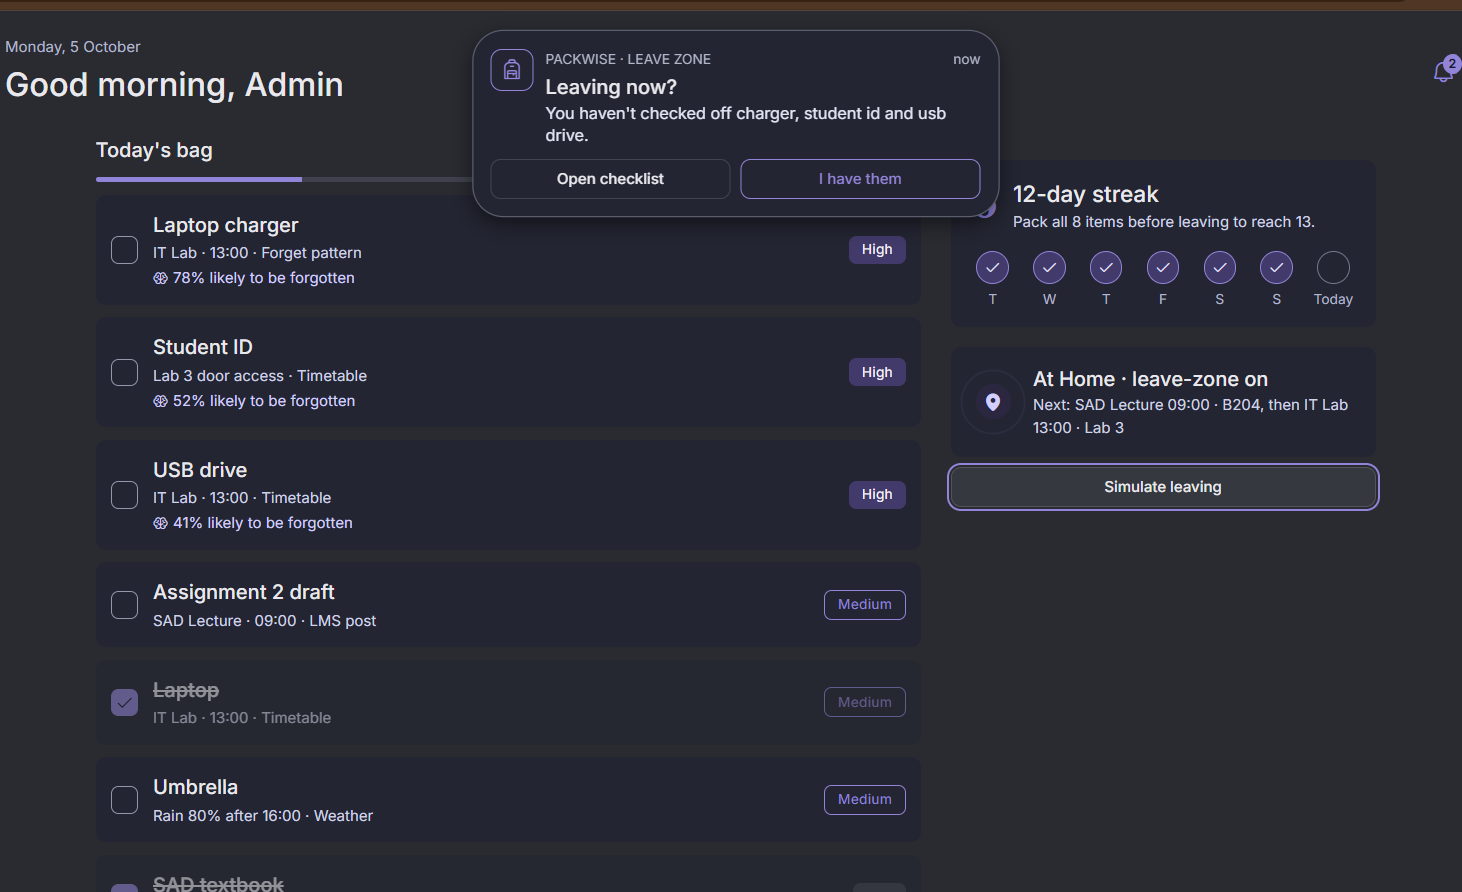 Monday, 5 October
Good morning, Admin
2
PACKWISE · LEAVE ZONE
now
Leaving now?
You haven't checked off charger, student id and usb
drive.
Open checklist
I have them
Today's bag
Laptop charger
IT Lab · 13:00 · Forget pattern
78% likely to be forgotten
High
Student ID
Lab 3 door access · Timetable
52% likely to be forgotten
High
USB drive
IT Lab · 13:00 · Timetable
41% likely to be forgotten
High
Assignment 2 draft
SAD Lecture · 09:00 · LMS post
Medium
Laptop
IT Lab · 13:00 · Timetable
Medium
Umbrella
Rain 80% after 16:00 · Weather
Medium
SAD textbook
12-day streak
Pack all 8 items before leaving to reach 13.
T W T F S S Today
At Home · leave-zone on
Next: SAD Lecture 09:00 · B204, then IT Lab
13:00 · Lab 3
Simulate leaving